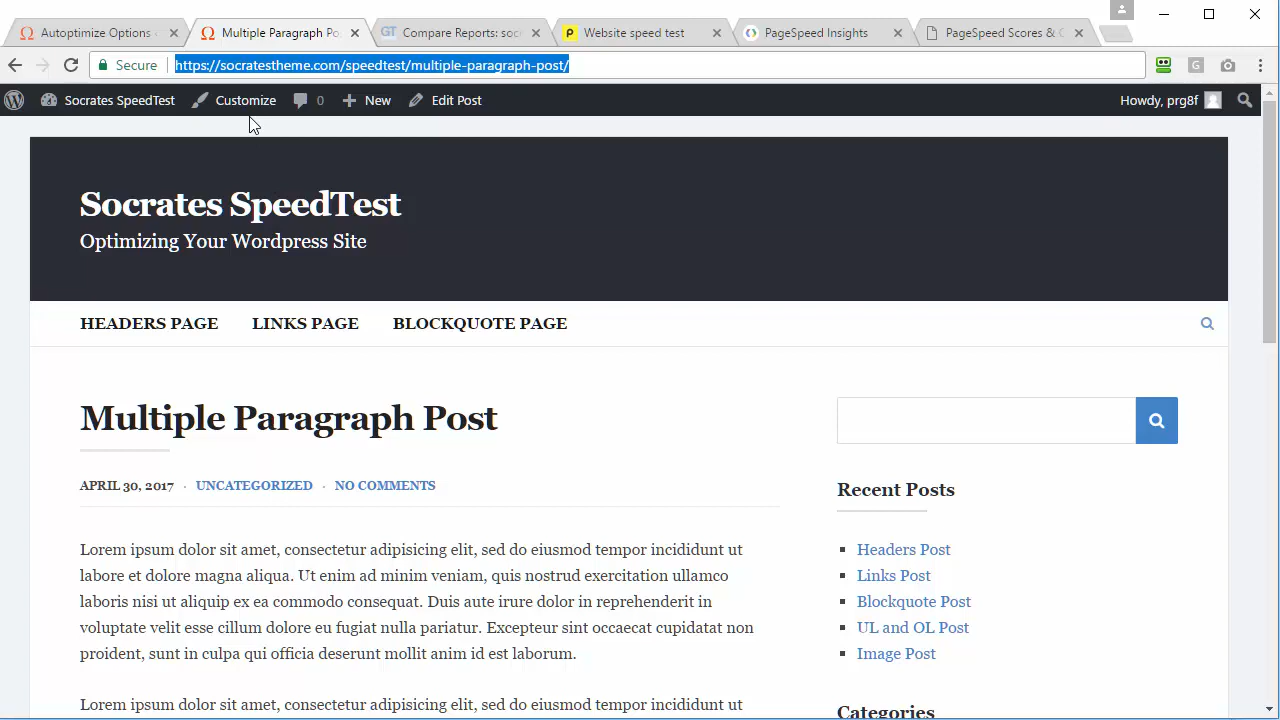 Autoptimize Options
Multiple Paragraph Po
GT Compare Reports: soc
p Website speed test
PageSpeed Insights
PageSpeed Scores & C
Secure
https://socratestheme.com/speedtest/multiple-paragraph-post/
G
Socrates SpeedTest
Customize
0
New
Edit Post
Howdy, prg8f
Socrates SpeedTest
Optimizing Your Wordpress Site
HEADERS PAGE
LINKS PAGE
BLOCKQUOTE PAGE
Multiple Paragraph Post
APRIL 30, 2017 · UNCATEGORIZED · NO COMMENTS
Lorem ipsum dolor sit amet, consectetur adipisicing elit, sed do eiusmod tempor incididunt ut
labore et dolore magna aliqua. Ut enim ad minim veniam, quis nostrud exercitation ullamco
laboris nisi ut aliquip ex ea commodo consequat. Duis aute irure dolor in reprehenderit in
voluptate velit esse cillum dolore eu fugiat nulla pariatur. Excepteur sint occaecat cupidatat non
proident, sunt in culpa qui officia deserunt mollit anim id est laborum.
Lorem ipsum dolor sit amet, consectetur adipisicing elit, sed do eiusmod tempor incididunt ut
Recent Posts
Headers Post
Links Post
Blockquote Post
UL and OL Post
Image Post
Categories